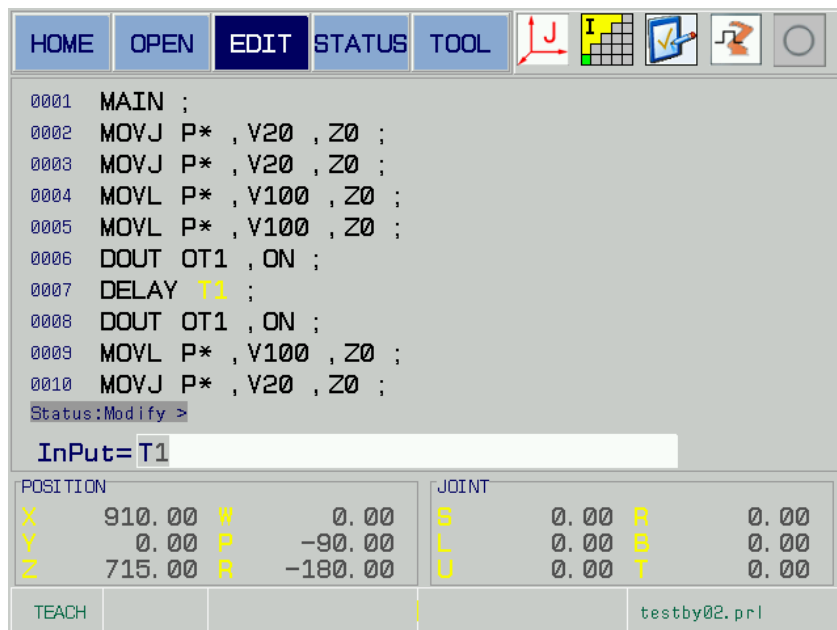 HOME OPEN EDIT STATUS TOOL J I
0001 MAIN ;
0002 MOVJ P* , V20 , Z0 ;
0003 MOVJ P* , V20 , Z0 ;
0004 MOVL P* , V100 , Z0 ;
0005 MOVL P* , V100 , Z0 ;
0006 DOUT OT1 , ON ;
0007 DELAY T1 ;
0008 DOUT OT1 , ON ;
0009 MOVL P* , V100 , Z0 ;
0010 MOVJ P* , V20 , Z0 ;
Status:Modify >
InPut= T1
POSITION JOINT
X 910.00 W 0.00 S 0.00 R 0.00
Y 0.00 P -90.00 L 0.00 B 0.00
Z 715.00 R -180.00 U 0.00 T 0.00
TEACH testby02.prl